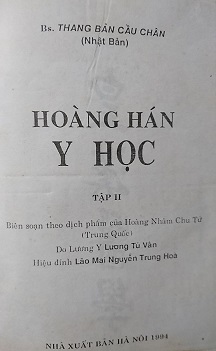 Bs. THANG BẢN CẦU CHÂN
(Nhật Bản)
HOÀNG HÁN
Y HỌC
TẬP II
Biên soạn theo dịch phẩm của Hoàng Nhâm Chu Tử
(Trung Quốc)
Do Lương Y Lương Tú Vân
Hiệu đính Lão Mai Nguyễn Trung Hoà
NHÀ XUẤT BẢN HÀ NỘI 1994